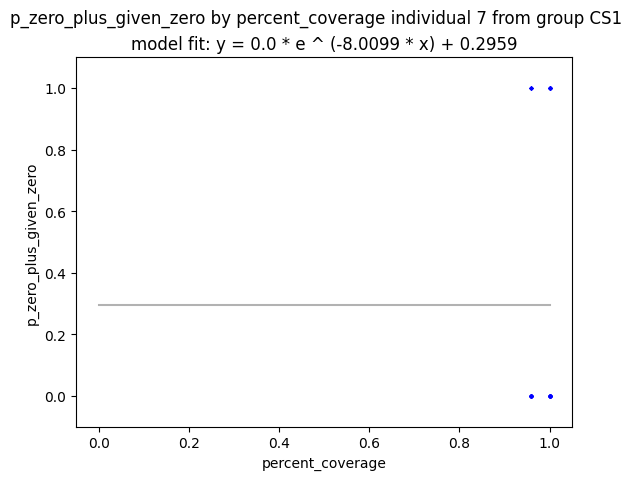 p_zero_plus_given_zero by percent_coverage individual 7 from group CS1
model fit: y = 0.0 * e ^ (-8.0099 * x) + 0.2959
1.0
0.8
0.6
0.4
0.2
0.0
p_zero_plus_given_zero
0.0 0.2 0.4 0.6 0.8 1.0
percent_coverage